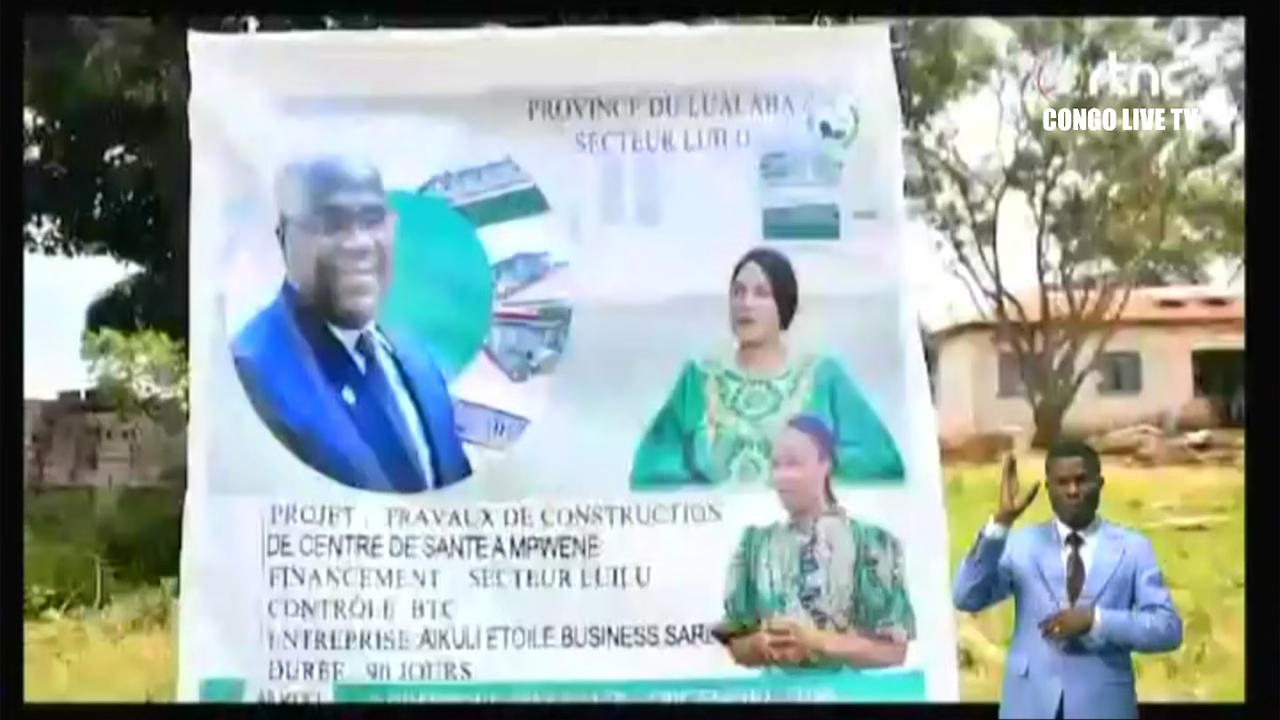 rtnc
CONGO LIVE TV
PROVINCE DU LUALABA
SECTEUR LUILU
PROJET : TRAVAUX DE CONSTRUCTION
DE CENTRE DE SANTE A MPWENE
FINANCEMENT SECTEUR LUILU
CONTRÔLE BTC
ENTREPRISE: AIKULI ETOILE BUSINESS SARL
DURÉE 90 JOURS